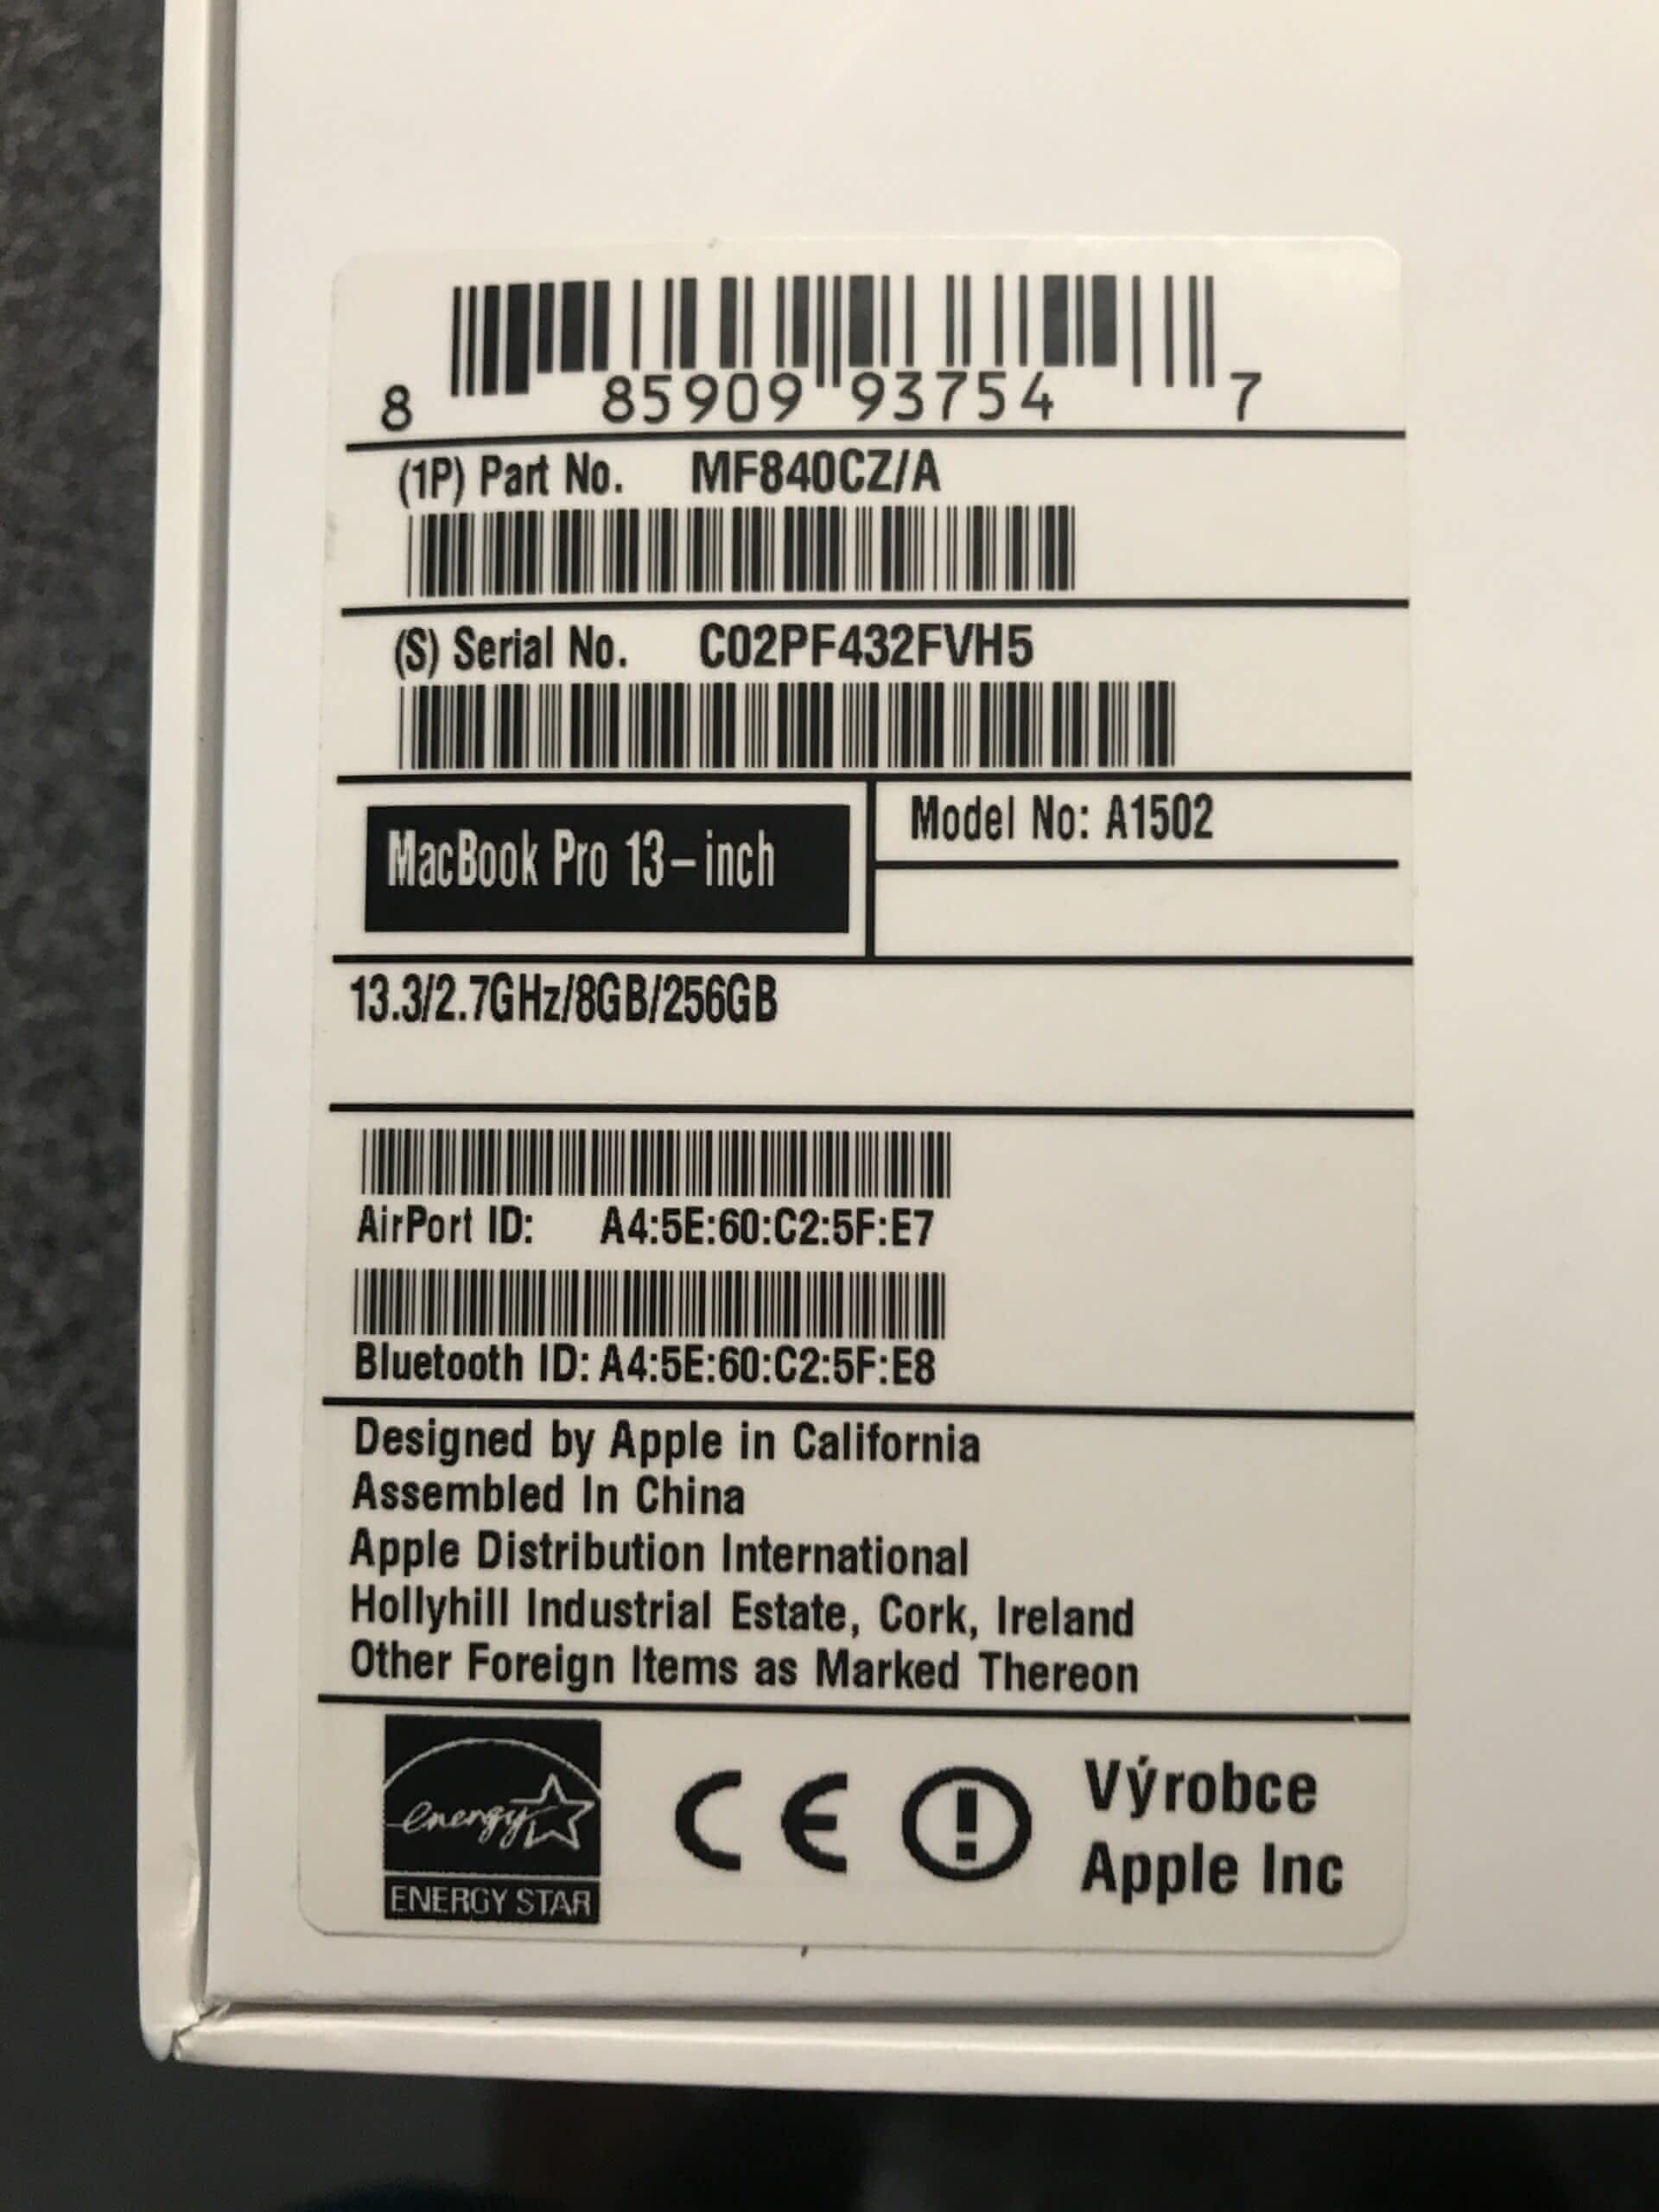 8 85909 93754 7
(1P) Part No. MF840CZ/A
(S) Serial No. C02PF432FVH5
MacBook Pro 13-inch
Model No: A1502
13.3/2.7GHz/8GB/256GB
AirPort ID: A4:5E:60:C2:5F:E7
Bluetooth ID: A4:5E:60:C2:5F:E8
Designed by Apple in California
Assembled In China
Apple Distribution International
Hollyhill Industrial Estate, Cork, Ireland
Other Foreign Items as Marked Thereon
energy
ENERGY STAR
CE
Výrobce
Apple Inc